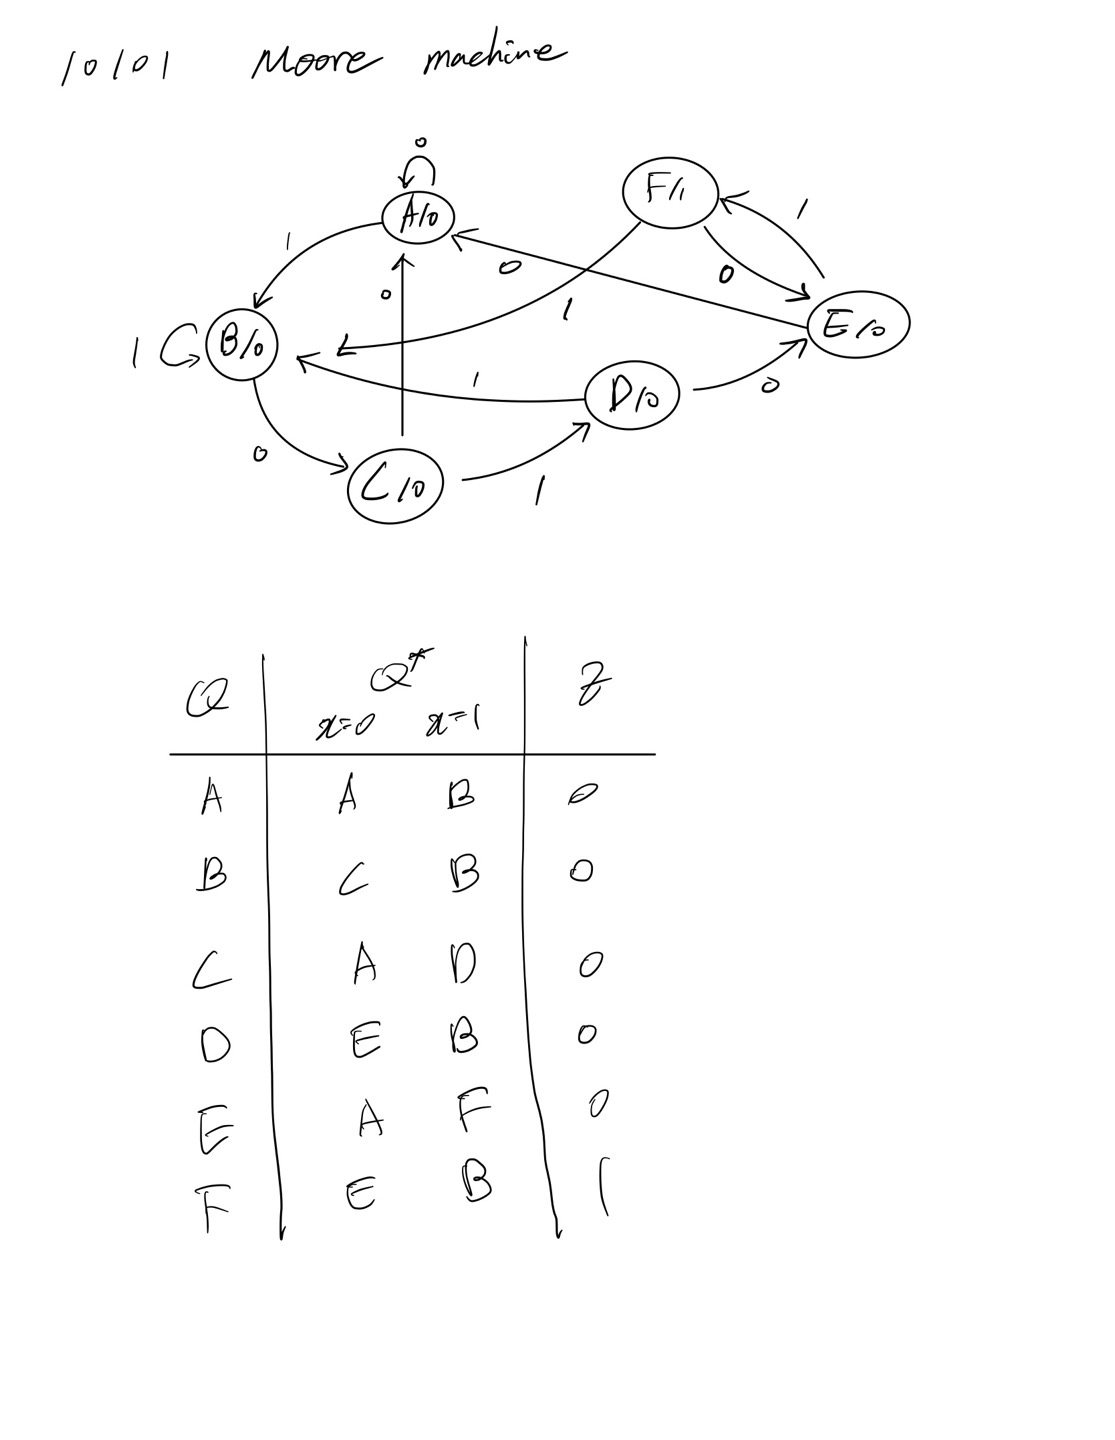 10101 Moore machine
0
A/0
F/1
1
1
0
0
0
1
E/0
1
B/0
1
D/0
0
0
C/0
1
Q Q* Z
x=0 x=1
A A B 0
B C B 0
C A D 0
D E B 0
E A F 0
F E B 1